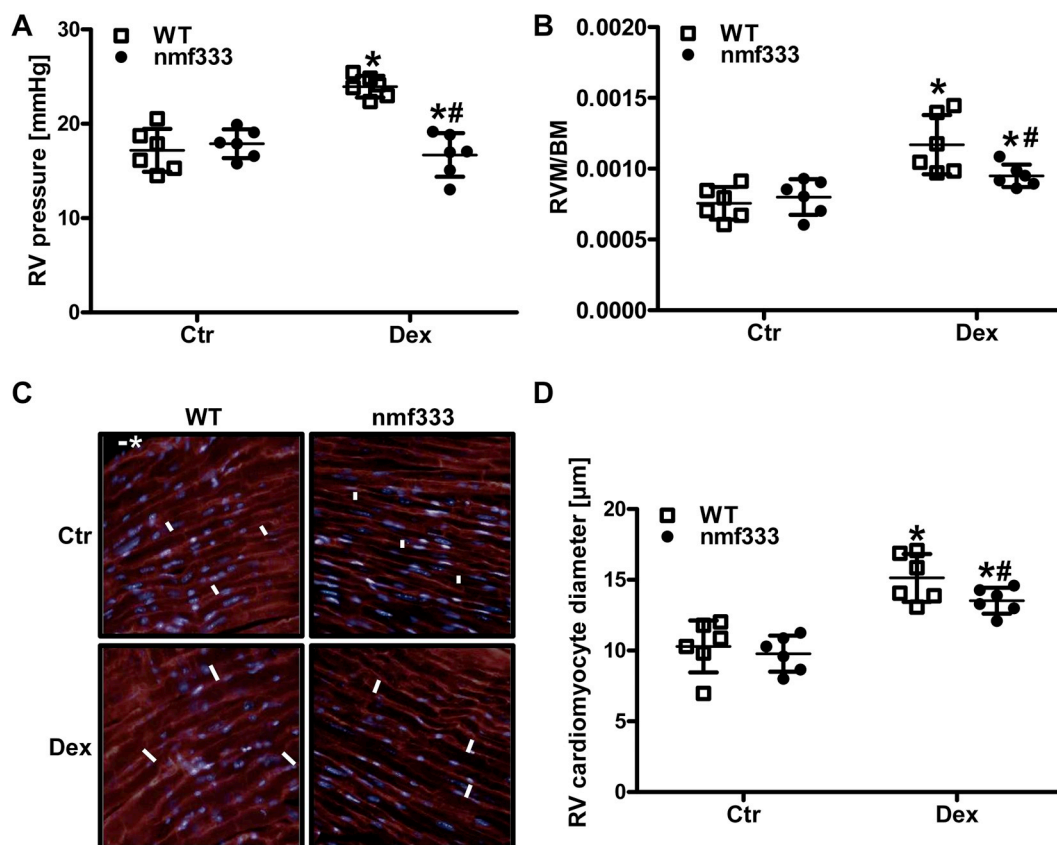 A
RV pressure [mmHg]
30
20
10
0
WT
nmf333
*
*#
Ctr
Dex
B
RVM/BM
0.0020
0.0015
0.0010
0.0005
0.0000
WT
nmf333
*
*#
Ctr
Dex
C
WT
nmf333
-*
Ctr
Dex
D
RV cardiomyocyte diameter [µm]
20
15
10
5
0
WT
nmf333
*
*#
Ctr
Dex